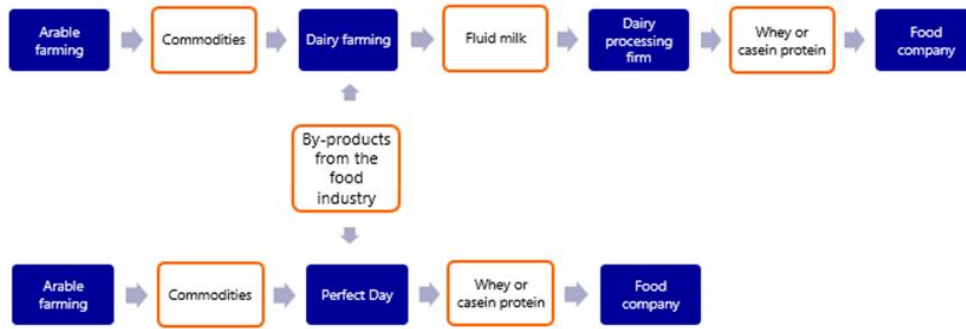 Arable
farming
Commodities
Dairy farming
Fluid milk
Dairy
processing
firm
Whey or
casein protein
Food
company
By-products
from the
food
industry
Arable
farming
Commodities
Perfect Day
Whey or
casein protein
Food
company